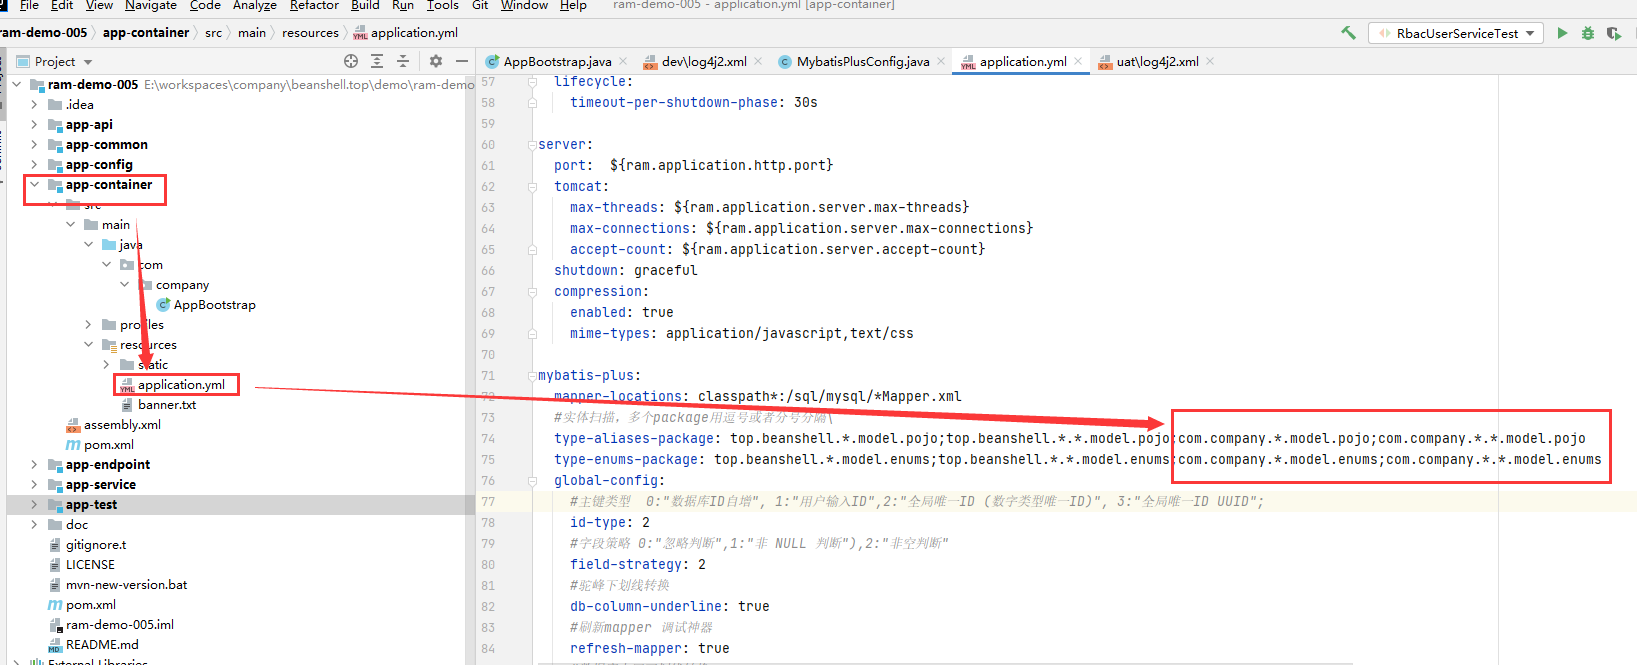 File Edit View Navigate Code Analyze Refactor Build Run Tools Git Window Help ram-demo-005 - application.yml [app-container]
ram-demo-005 app-container src main resources application.yml RbacUserServiceTest
Project AppBootstrap.java dev\log4j2.xml MybatisPlusConfig.java application.yml uat\log4j2.xml
ram-demo-005 E:\workspaces\company\beanshell.top\demo\ram-demo
.idea
app-api
app-common
app-config
app-container
src
main
java
com
company
AppBootstrap
profiles
resources
static
application.yml
banner.txt
assembly.xml
pom.xml
app-endpoint
app-service
app-test
doc
gitignore.t
LICENSE
mvn-new-version.bat
pom.xml
ram-demo-005.iml
README.md
External Libraries
57 lifecycle:
58 timeout-per-shutdown-phase: 30s
59
60 server:
61 port: ${ram.application.http.port}
62 tomcat:
63 max-threads: ${ram.application.server.max-threads}
64 max-connections: ${ram.application.server.max-connections}
65 accept-count: ${ram.application.server.accept-count}
66 shutdown: graceful
67 compression:
68 enabled: true
69 mime-types: application/javascript,text/css
70
71 mybatis-plus:
72 mapper-locations: classpath*:/sql/mysql/*Mapper.xml
73 #实体扫描，多个package用逗号或者分号分隔\
74 type-aliases-package: top.beanshell.*.model.pojo;top.beanshell.*.*.model.pojo;com.company.*.model.pojo;com.company.*.*.model.pojo
75 type-enums-package: top.beanshell.*.model.enums;top.beanshell.*.*.model.enums;com.company.*.model.enums;com.company.*.*.model.enums
76 global-config:
77 #主键类型 0:"数据库ID自增", 1:"用户输入ID",2:"全局唯一ID (数字类型唯一ID)", 3:"全局唯一ID UUID";
78 id-type: 2
79 #字段策略 0:"忽略判断",1:"非 NULL 判断"),2:"非空判断"
80 field-strategy: 2
81 #驼峰下划线转换
82 db-column-underline: true
83 #刷新mapper 调试神器
84 refresh-mapper: true